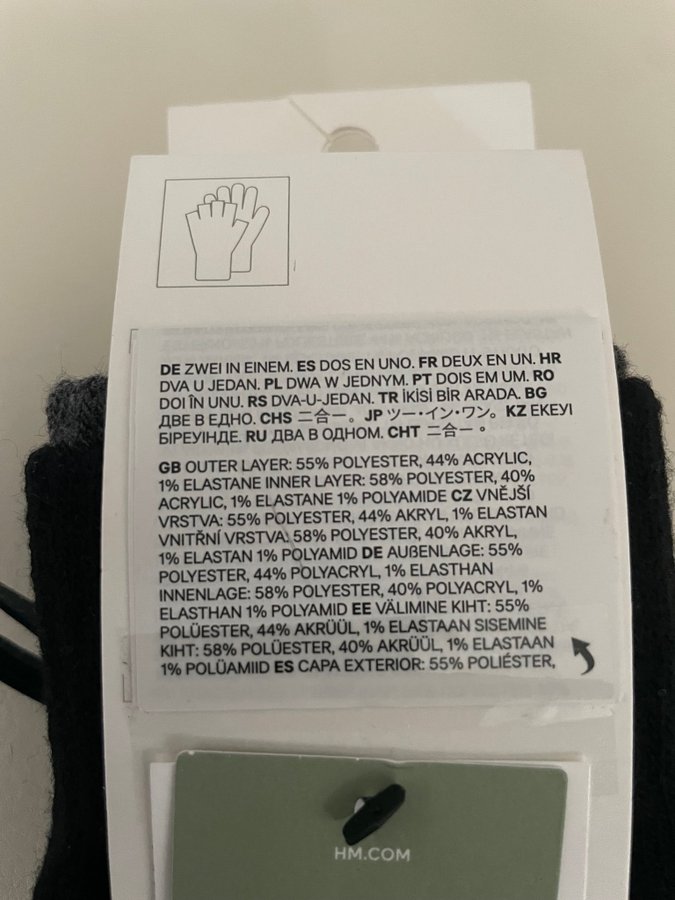 DE ZWEI IN EINEM. ES DOS EN UNO. FR DEUX EN UN. HR
DVA U JEDAN. PL DWA W JEDNYM. PT DOIS EM UM. RO
DOI ÎN UNU. RS DVA-U-JEDAN. TR İKİSİ BİR ARADA. BG
ДВЕ В ЕДНО. CHS 二合一。JP ツー・イン・ワン。KZ ЕКЕУІ
БІРЕУІНДЕ. RU ДВА В ОДНОМ. CHT 二合一 。
GB OUTER LAYER: 55% POLYESTER, 44% ACRYLIC,
1% ELASTANE INNER LAYER: 58% POLYESTER, 40%
ACRYLIC, 1% ELASTANE 1% POLYAMIDE CZ VNĚJŠÍ
VRSTVA: 55% POLYESTER, 44% AKRYL, 1% ELASTAN
VNITŘNÍ VRSTVA: 58% POLYESTER, 40% AKRYL,
1% ELASTAN 1% POLYAMID DE AUßENLAGE: 55%
POLYESTER, 44% POLYACRYL, 1% ELASTHAN
INNENLAGE: 58% POLYESTER, 40% POLYACRYL, 1%
ELASTHAN 1% POLYAMID EE VÄLIMINE KIHT: 55%
POLÜESTER, 44% AKRÜÜL, 1% ELASTAAN SISEMINE
KIHT: 58% POLÜESTER, 40% AKRÜÜL, 1% ELASTAAN
1% POLÜAMIID ES CAPA EXTERIOR: 55% POLIÉSTER,
HM.COM